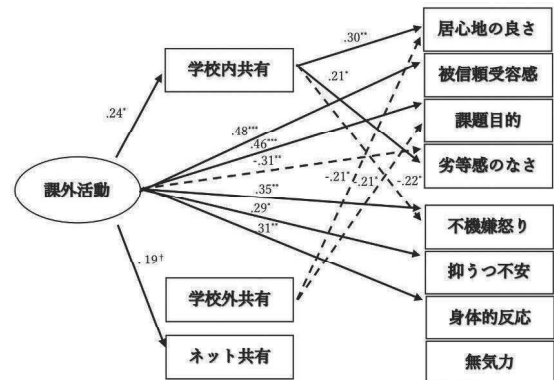 居心地の良さ
.30**
学校内共有
被信頼受容感
.21*
.24*
.48***
課題目的
.46***
-.31**
劣等感のなさ
課外活動
-.21*
-.21*
-.22*
.35**
不機嫌怒り
.29*
.31**
抑うつ不安
-.19†
学校外共有
身体的反応
ネット共有
無気力